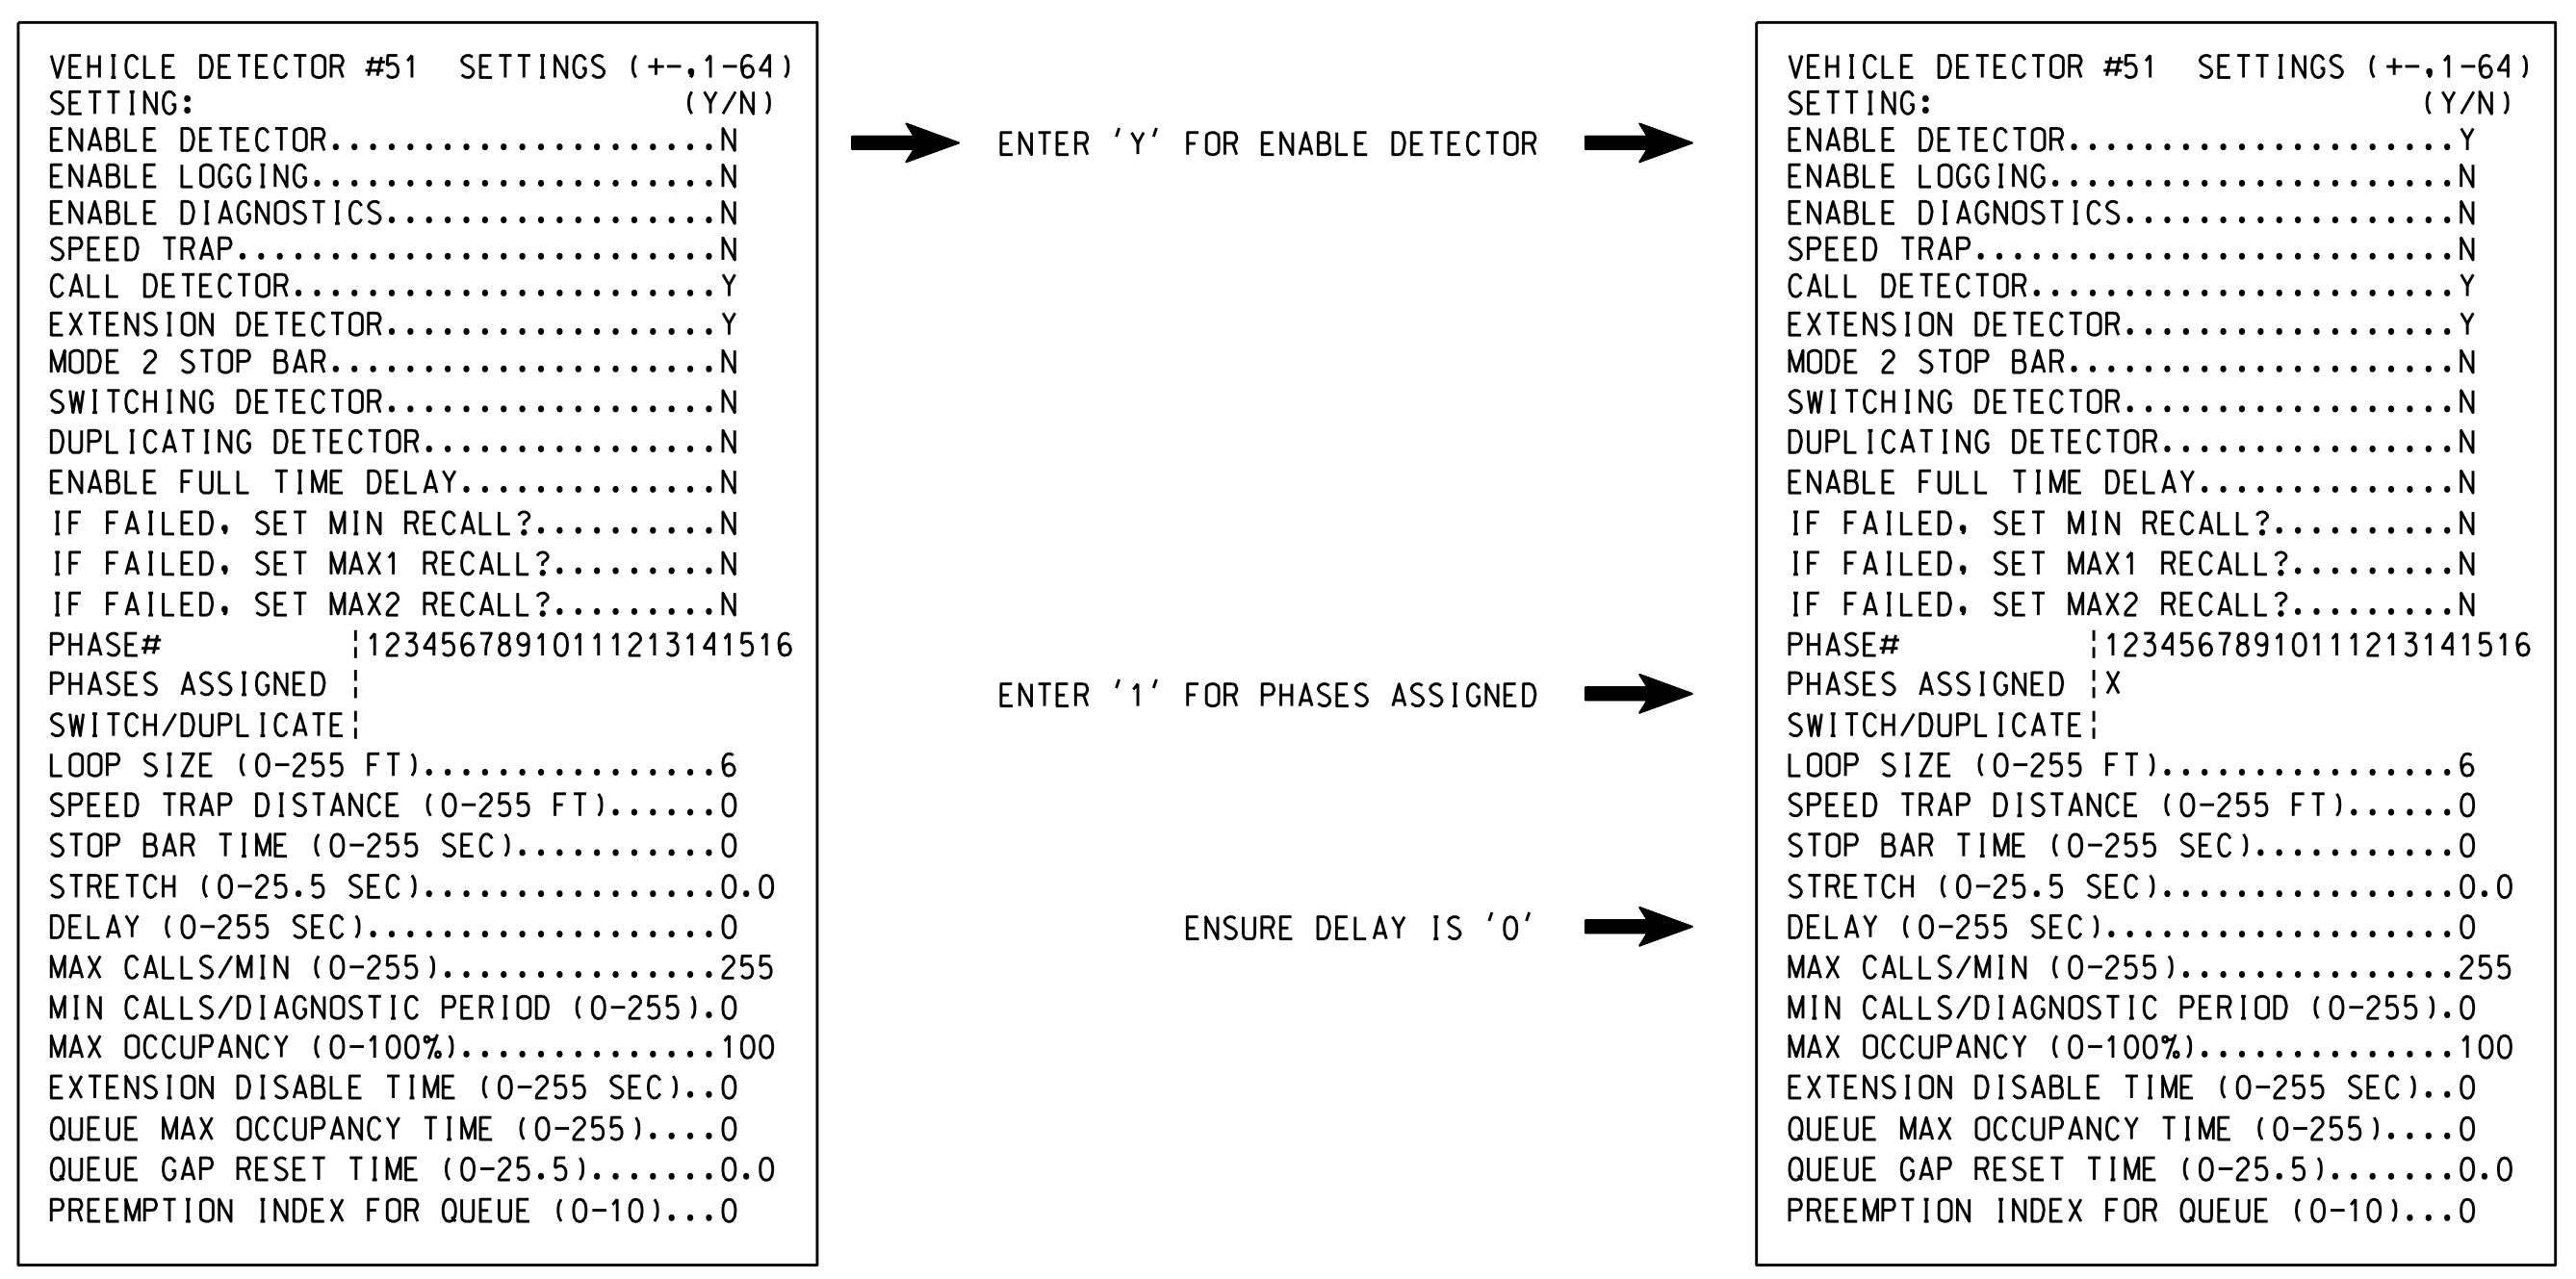 VEHICLE DETECTOR #51  SETTINGS (+-,1-64)
SETTING:                          (Y/N)
ENABLE DETECTOR.....................N
ENABLE LOGGING......................N
ENABLE DIAGNOSTICS..................N
SPEED TRAP..........................N
CALL DETECTOR.......................Y
EXTENSION DETECTOR..................Y
MODE 2 STOP BAR.....................N
SWITCHING DETECTOR..................N
DUPLICATING DETECTOR................N
ENABLE FULL TIME DELAY..............N
IF FAILED, SET MIN RECALL?..........N
IF FAILED, SET MAX1 RECALL?.........N
IF FAILED, SET MAX2 RECALL?.........N
PHASE#          ¦12345678910111213141516
PHASES ASSIGNED ¦
SWITCH/DUPLICATE¦
LOOP SIZE (0-255 FT)................6
SPEED TRAP DISTANCE (0-255 FT)......0
STOP BAR TIME (0-255 SEC)...........0
STRETCH (0-25.5 SEC)................0.0
DELAY (0-255 SEC)...................0
MAX CALLS/MIN (0-255)...............255
MIN CALLS/DIAGNOSTIC PERIOD (0-255).0
MAX OCCUPANCY (0-100%)..............100
EXTENSION DISABLE TIME (0-255 SEC)..0
QUEUE MAX OCCUPANCY TIME (0-255)....0
QUEUE GAP RESET TIME (0-25.5).......0.0
PREEMPTION INDEX FOR QUEUE (0-10)...0
ENTER 'Y' FOR ENABLE DETECTOR
ENTER '1' FOR PHASES ASSIGNED
ENSURE DELAY IS '0'
VEHICLE DETECTOR #51  SETTINGS (+-,1-64)
SETTING:                          (Y/N)
ENABLE DETECTOR.....................Y
ENABLE LOGGING......................N
ENABLE DIAGNOSTICS..................N
SPEED TRAP..........................N
CALL DETECTOR.......................Y
EXTENSION DETECTOR..................Y
MODE 2 STOP BAR.....................N
SWITCHING DETECTOR..................N
DUPLICATING DETECTOR................N
ENABLE FULL TIME DELAY..............N
IF FAILED, SET MIN RECALL?..........N
IF FAILED, SET MAX1 RECALL?.........N
IF FAILED, SET MAX2 RECALL?.........N
PHASE#          ¦12345678910111213141516
PHASES ASSIGNED ¦X
SWITCH/DUPLICATE¦
LOOP SIZE (0-255 FT)................6
SPEED TRAP DISTANCE (0-255 FT)......0
STOP BAR TIME (0-255 SEC)...........0
STRETCH (0-25.5 SEC)................0.0
DELAY (0-255 SEC)...................0
MAX CALLS/MIN (0-255)...............255
MIN CALLS/DIAGNOSTIC PERIOD (0-255).0
MAX OCCUPANCY (0-100%)..............100
EXTENSION DISABLE TIME (0-255 SEC)..0
QUEUE MAX OCCUPANCY TIME (0-255)....0
QUEUE GAP RESET TIME (0-25.5).......0.0
PREEMPTION INDEX FOR QUEUE (0-10)...0